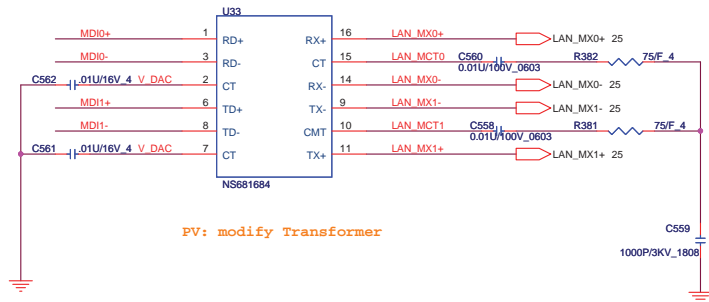 U33
MDI0+ 1 RD+ RX+ 16 LAN_MX0+ LAN_MX0+ 25
MDI0- 3 RD- CT 15 LAN_MCT0 C560 0.01U/100V_0603 R382 75/F_4
C562 .01U/16V_4 V_DAC 2 CT RX- 14 LAN_MX0- LAN_MX0- 25
MDI1+ 6 TD+ TX- 9 LAN_MX1- LAN_MX1- 25
MDI1- 8 TD- CMT 10 LAN_MCT1 C558 0.01U/100V_0603 R381 75/F_4
C561 .01U/16V_4 V_DAC 7 CT TX+ 11 LAN_MX1+ LAN_MX1+ 25
NS681684
PV: modify Transformer
C559
1000P/3KV_1808